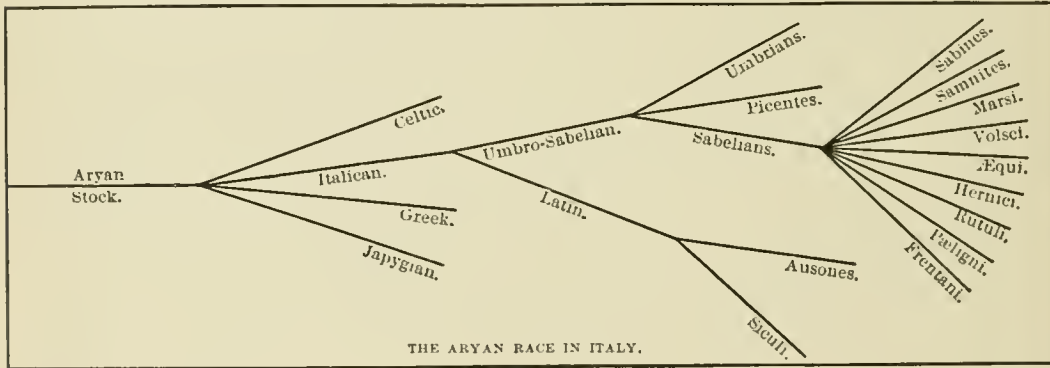 Aryan
Stock.
Celtic.
Italican.
Greek.
Japygian.
Umbro-Sabelian.
Latin.
Umbrians.
Picentes.
Sabelians.
Ausones.
Siculi.
Sabines.
Samnites.
Marsi.
Volsci.
Æqui.
Hernici.
Rutuli.
Pæligni.
Frentani.
THE ARYAN RACE IN ITALY.